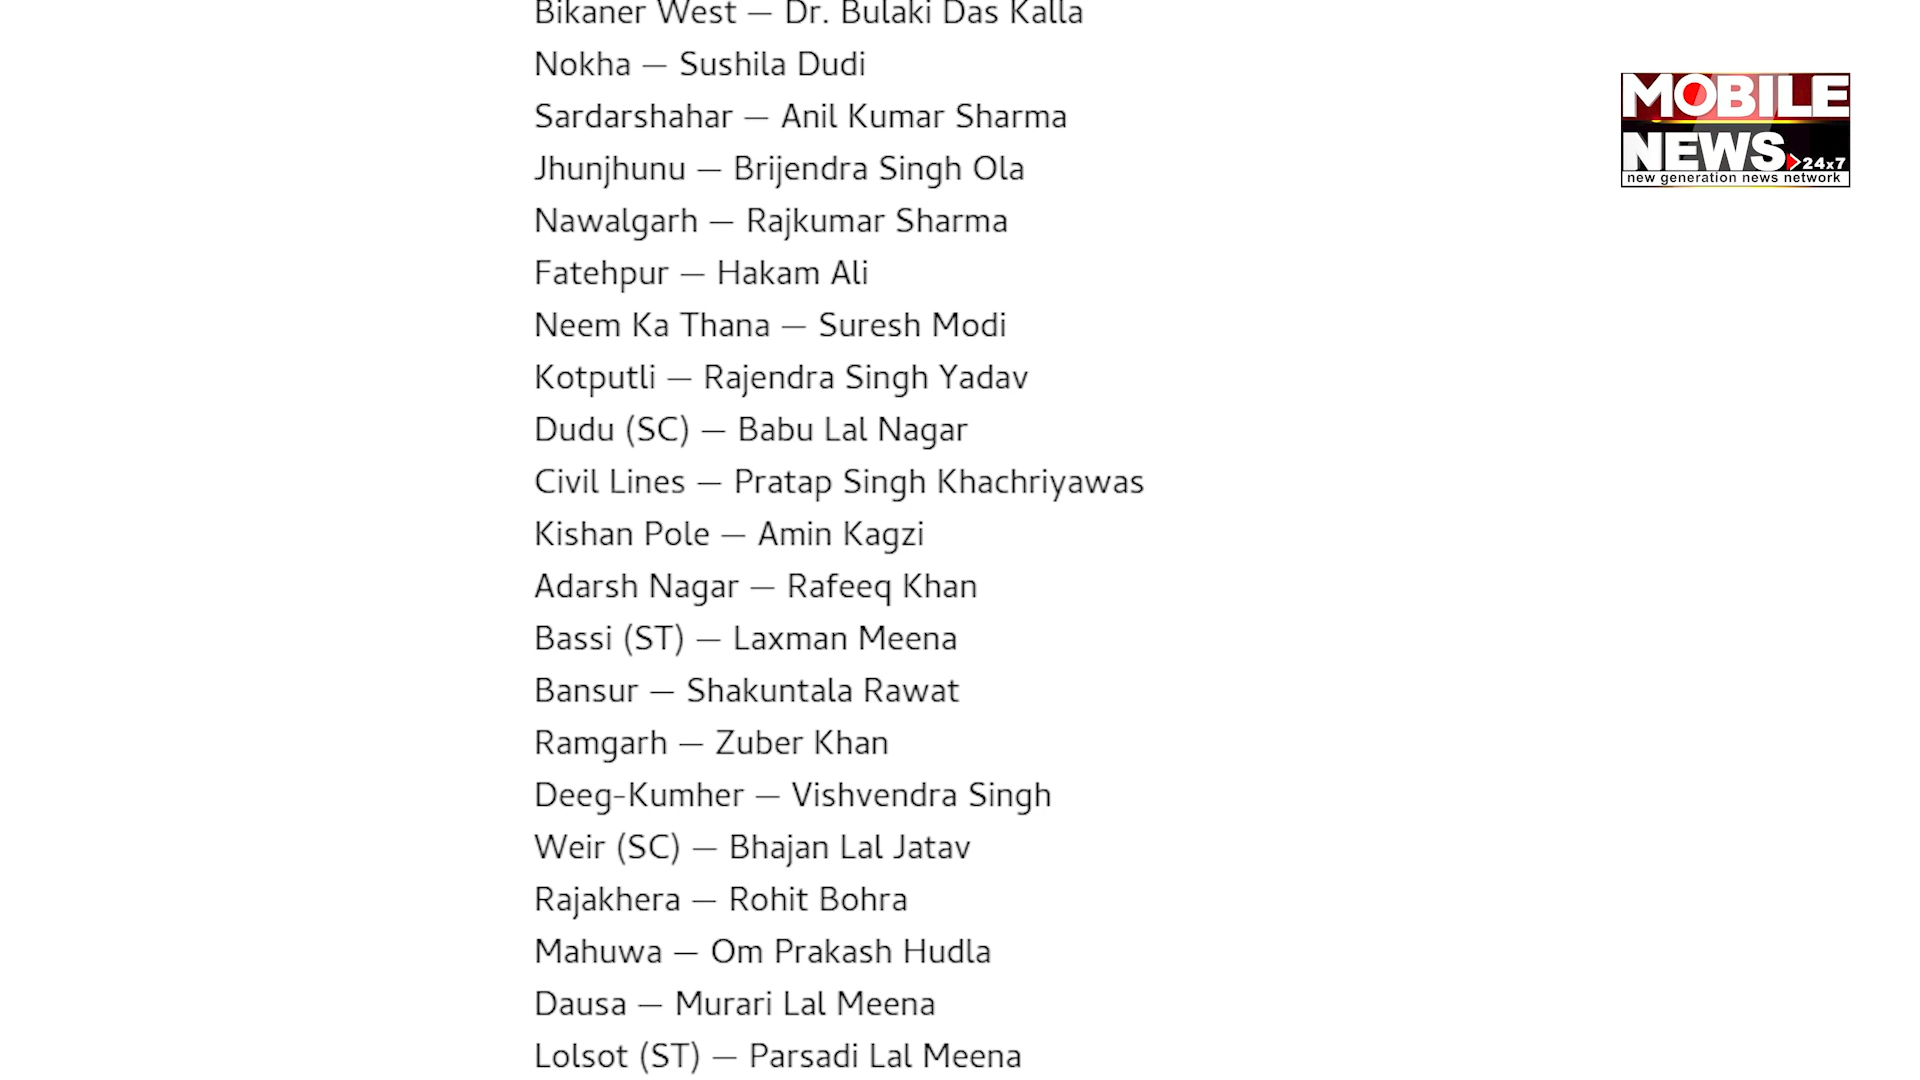 Bikaner West — Dr. Bulaki Das Kalla
Nokha — Sushila Dudi
Sardarshahar — Anil Kumar Sharma
Jhunjhunu — Brijendra Singh Ola
Nawalgarh — Rajkumar Sharma
Fatehpur — Hakam Ali
Neem Ka Thana — Suresh Modi
Kotputli — Rajendra Singh Yadav
Dudu (SC) — Babu Lal Nagar
Civil Lines — Pratap Singh Khachriyawas
Kishan Pole — Amin Kagzi
Adarsh Nagar — Rafeeq Khan
Bassi (ST) — Laxman Meena
Bansur — Shakuntala Rawat
Ramgarh — Zuber Khan
Deeg-Kumher — Vishvendra Singh
Weir (SC) — Bhajan Lal Jatav
Rajakhera — Rohit Bohra
Mahuwa — Om Prakash Hudla
Dausa — Murari Lal Meena
Lolsot (ST) — Parsadi Lal Meena
MOBILE
NEWS 24x7
new generation news network